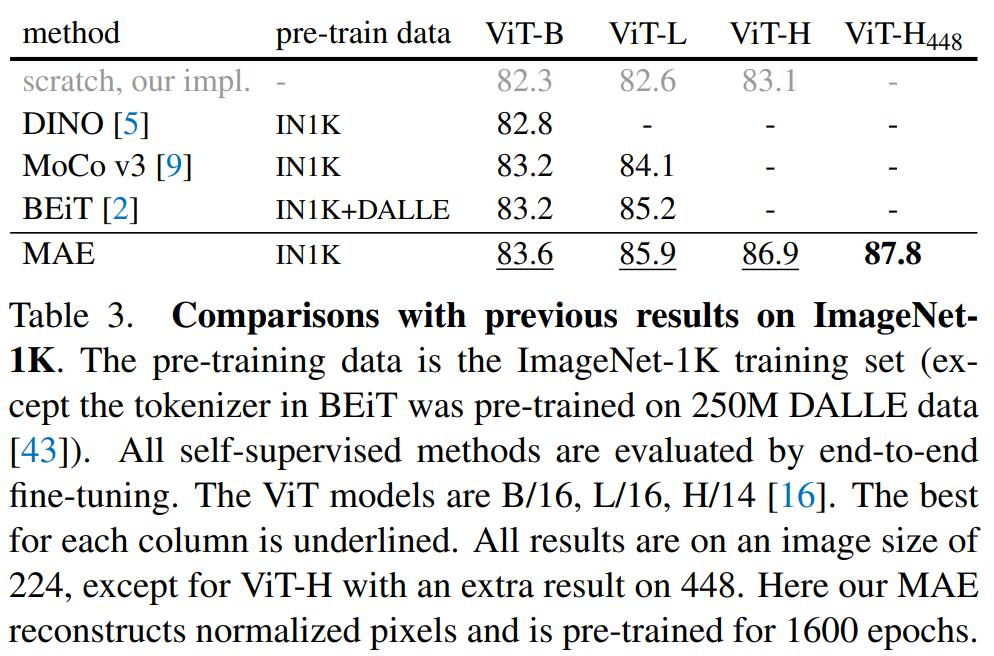 method pre-train data ViT-B ViT-L ViT-H ViT-H448
scratch, our impl. - 82.3 82.6 83.1 -
DINO [5] IN1K 82.8 - - -
MoCo v3 [9] IN1K 83.2 84.1 - -
BEiT [2] IN1K+DALLE 83.2 85.2 - -
MAE IN1K 83.6 85.9 86.9 87.8
Table 3. Comparisons with previous results on ImageNet-
1K. The pre-training data is the ImageNet-1K training set (ex-
cept the tokenizer in BEiT was pre-trained on 250M DALLE data
[43]). All self-supervised methods are evaluated by end-to-end
fine-tuning. The ViT models are B/16, L/16, H/14 [16]. The best
for each column is underlined. All results are on an image size of
224, except for ViT-H with an extra result on 448. Here our MAE
reconstructs normalized pixels and is pre-trained for 1600 epochs.